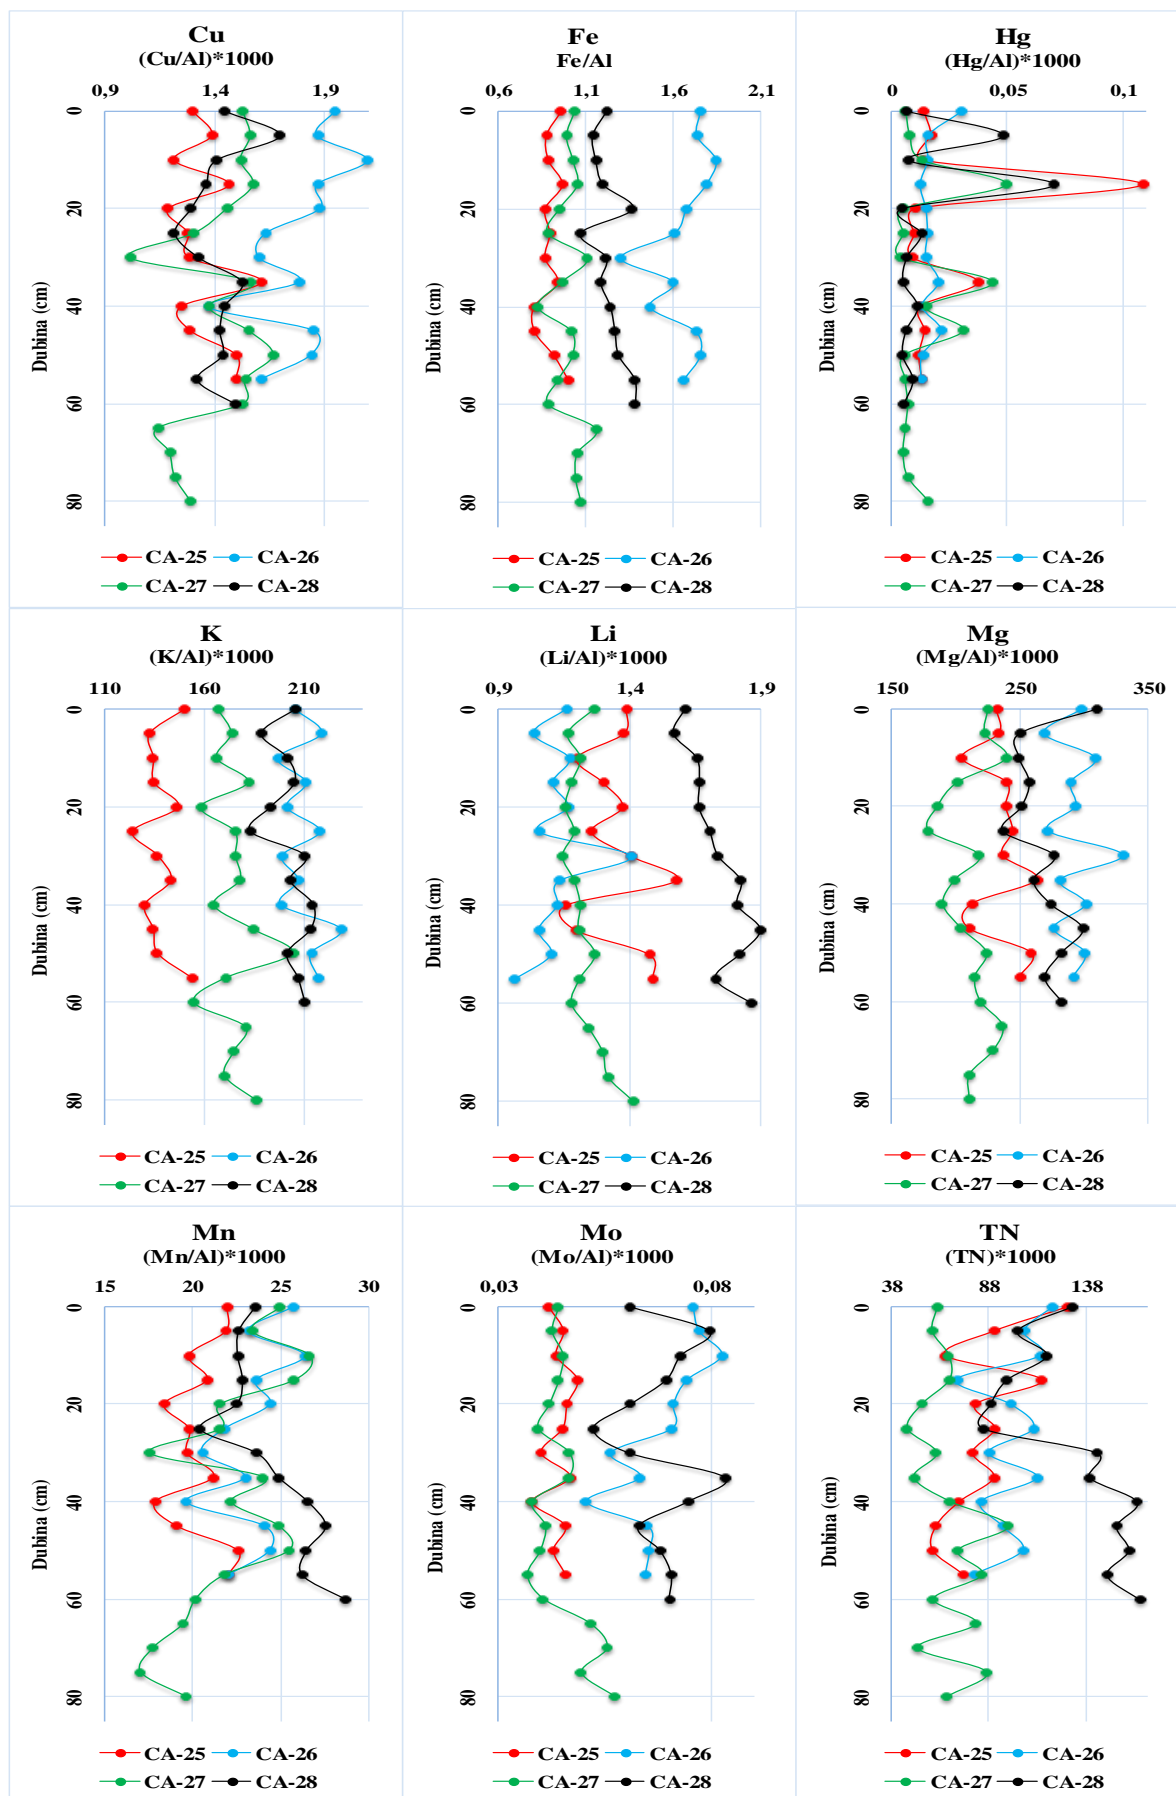 Cu
(Cu/Al)*1000
0,9 1,4 1,9
0
20
40
60
80
Dubina (cm)
CA-25 CA-26
CA-27 CA-28
Fe
Fe/Al
0,6 1,1 1,6 2,1
0
20
40
60
80
Dubina (cm)
CA-25 CA-26
CA-27 CA-28
Hg
(Hg/Al)*1000
0 0,05 0,1
0
20
40
60
80
Dubina (cm)
CA-25 CA-26
CA-27 CA-28
K
(K/Al)*1000
110 160 210
0
20
40
60
80
Dubina (cm)
CA-25 CA-26
CA-27 CA-28
Li
(Li/Al)*1000
0,9 1,4 1,9
0
20
40
60
80
Dubina (cm)
CA-25 CA-26
CA-27 CA-28
Mg
(Mg/Al)*1000
150 250 350
0
20
40
60
80
Dubina (cm)
CA-25 CA-26
CA-27 CA-28
Mn
(Mn/Al)*1000
15 20 25 30
0
20
40
60
80
Dubina (cm)
CA-25 CA-26
CA-27 CA-28
Mo
(Mo/Al)*1000
0,03 0,08
0
20
40
60
80
Dubina (cm)
CA-25 CA-26
CA-27 CA-28
TN
(TN)*1000
38 88 138
0
20
40
60
80
Dubina (cm)
CA-25 CA-26
CA-27 CA-28